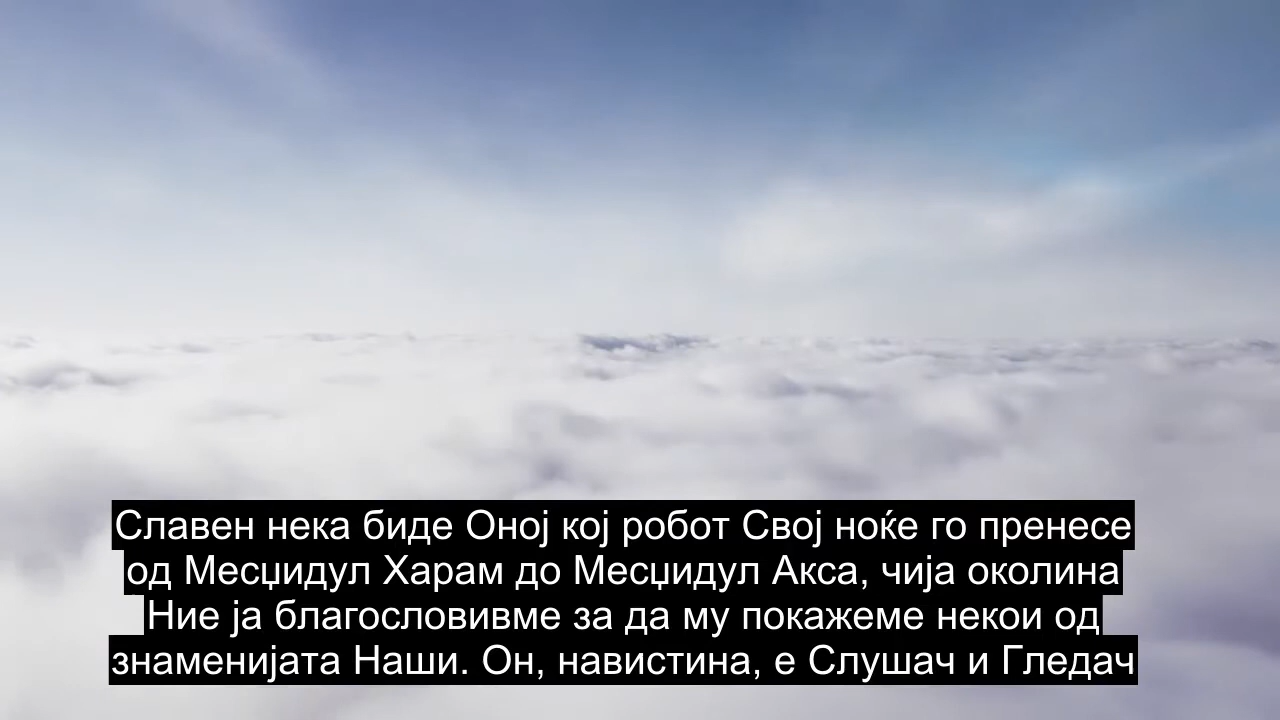 Славен нека биде Оној кој робот Свој ноќе го пренесе
од Месџидул Харам до Месџидул Акса, чија околина
Ние ја благословивме за да му покажеме некои од
знаменијата Наши. Он, навистина, е Слушач и Гледач